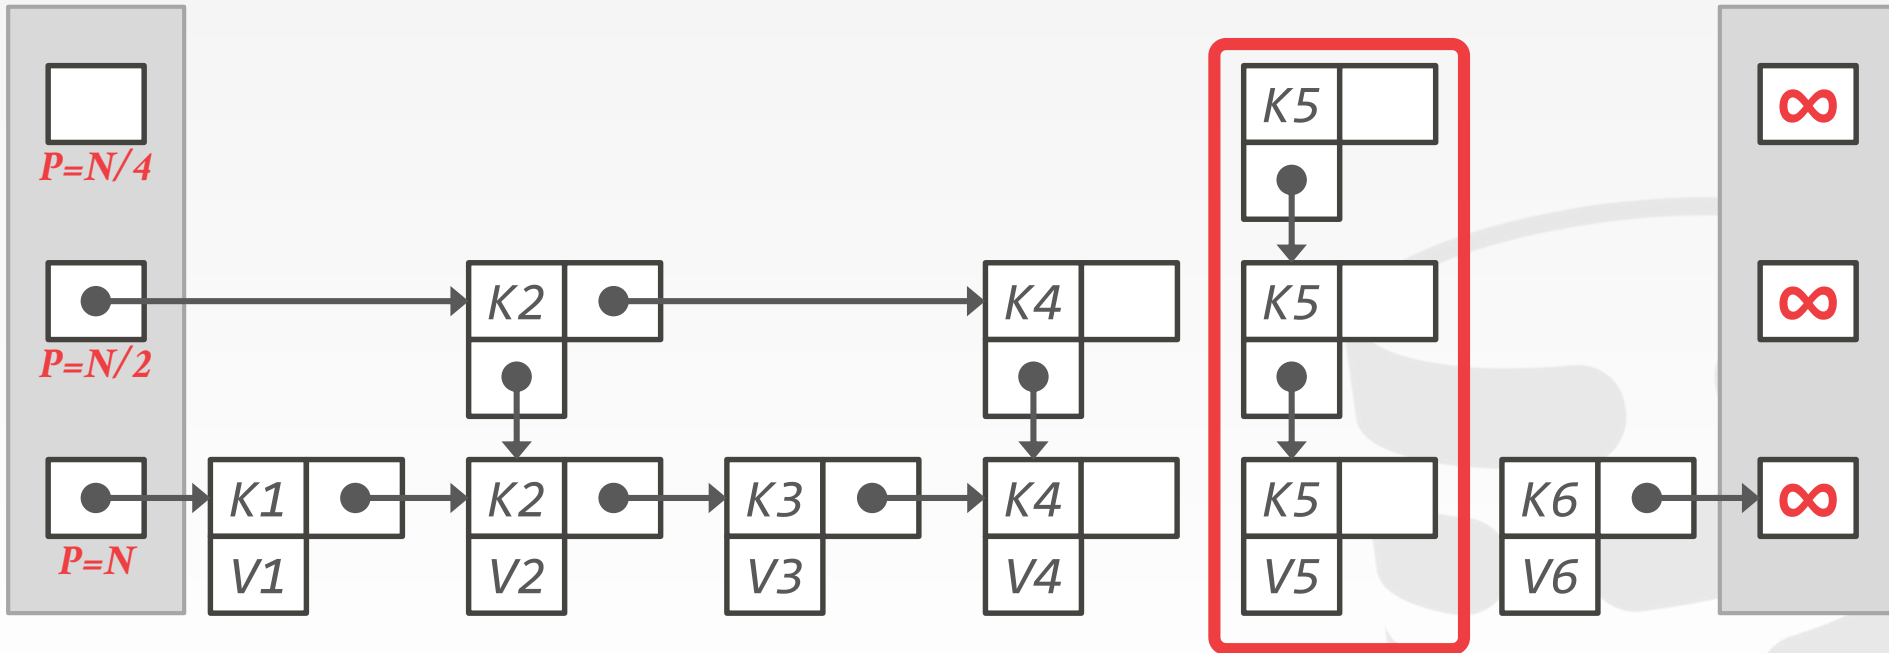 K5 ∞
P=N/4
K2 K4 K5 ∞
P=N/2
K1 K2 K3 K4 K5 K6 ∞
P=N
V1 V2 V3 V4 V5 V6